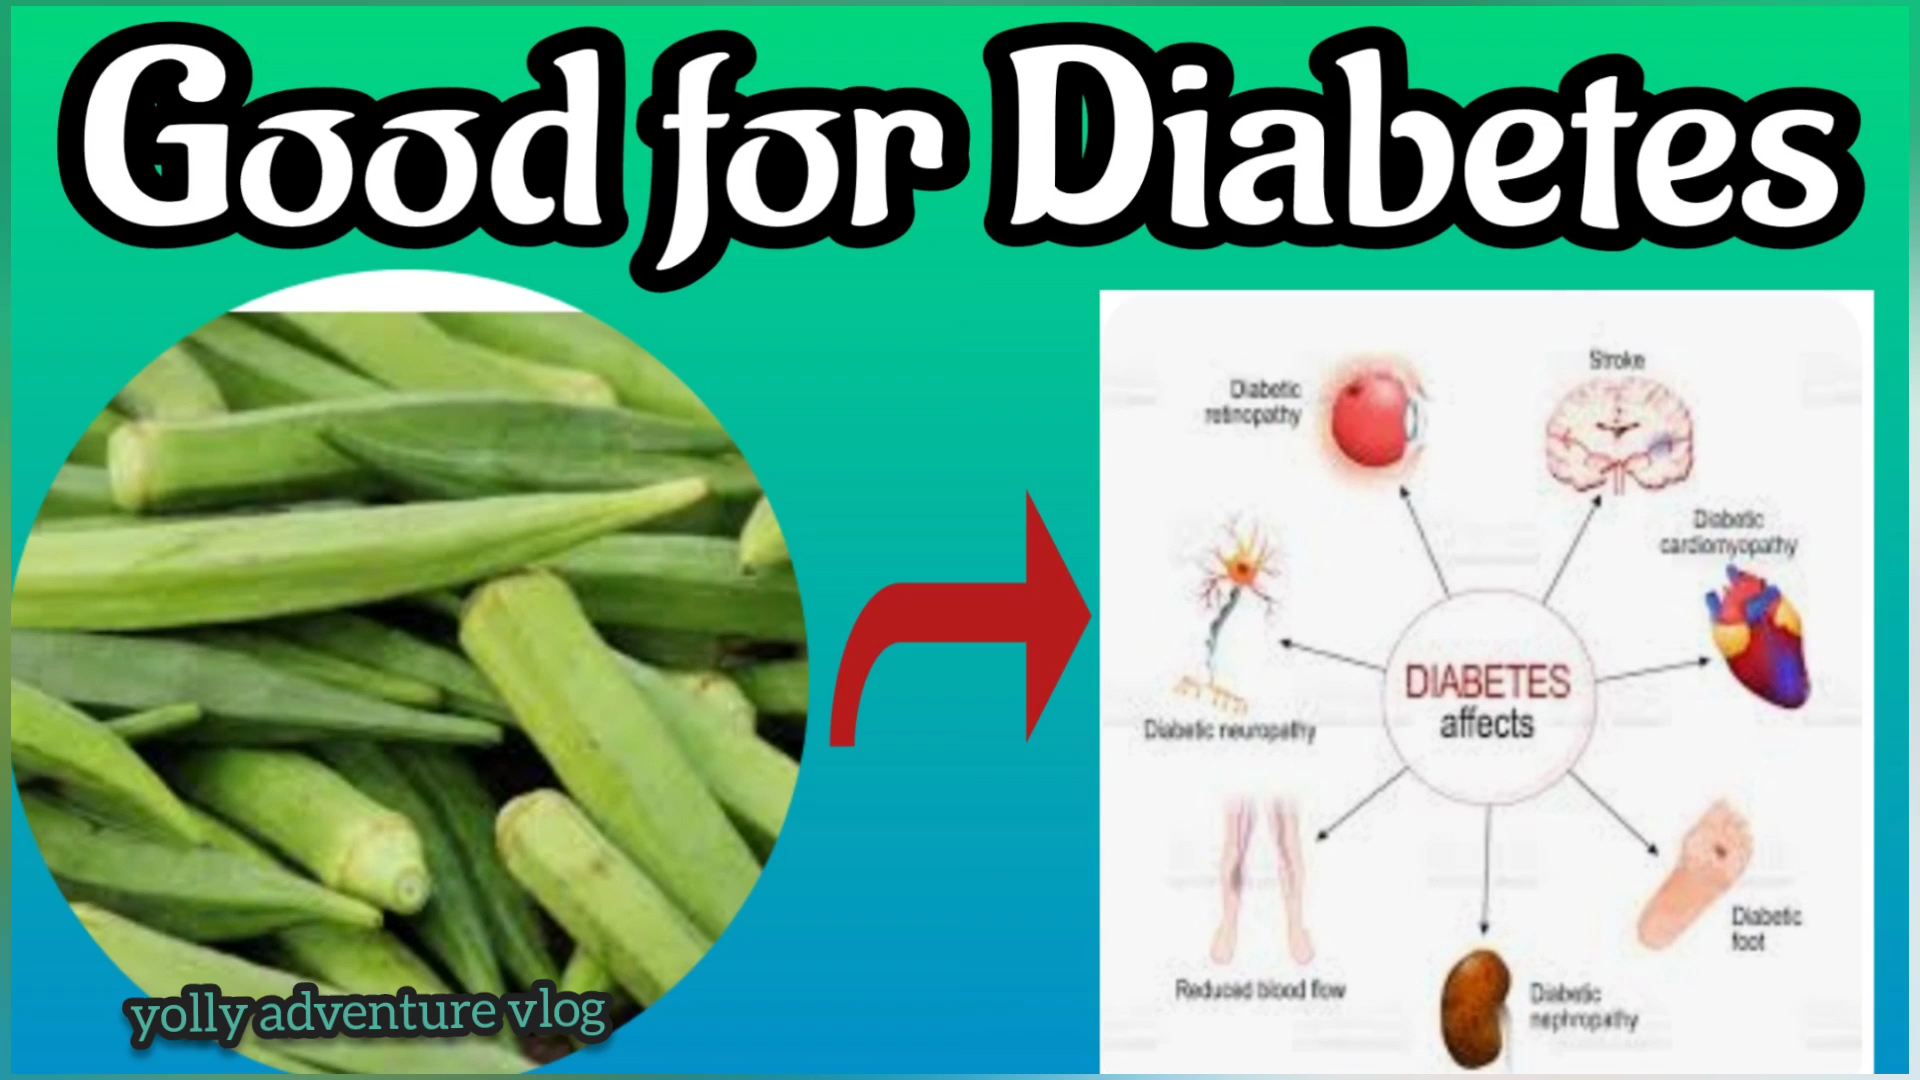 Good for Diabetes
Stroke
Diabetic
retinopathy
Diabetic
cardiomyopathy
DIABETES
affects
Diabetic neuropathy
Diabetic
foot
Reduced blood flow
Diabetic
nephropathy
yolly adventure vlog